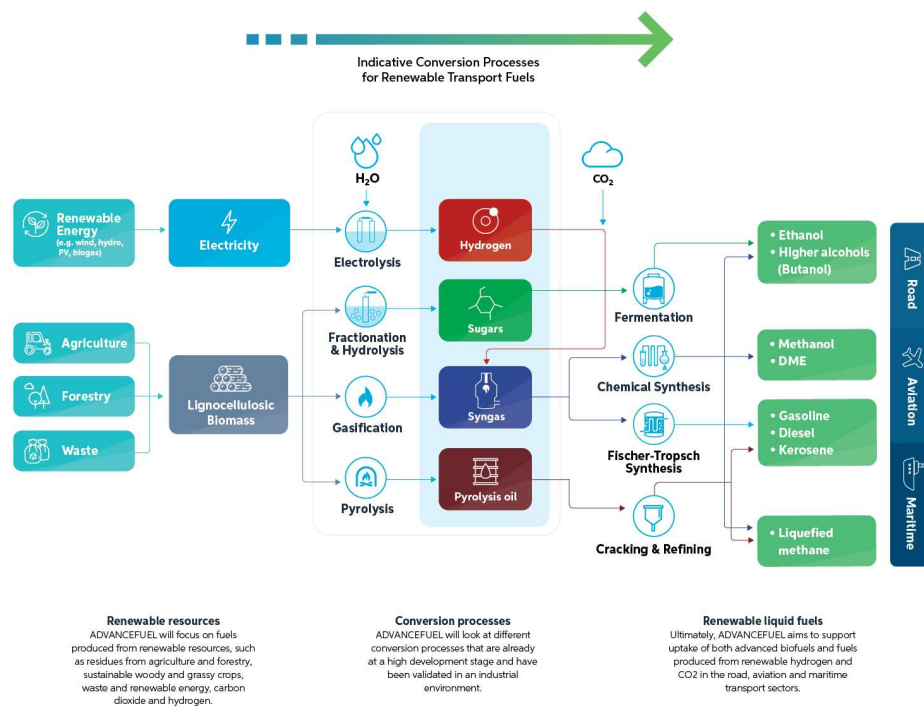 Indicative Conversion Processes
for Renewable Transport Fuels
H₂O
CO₂
Renewable
Energy
(e.g. wind, hydro,
PV, biogas)
Electricity
Electrolysis
Hydrogen
• Ethanol
• Higher alcohols
(Butanol)
Road
Fractionation
& Hydrolysis
Sugars
Fermentation
Agriculture
Forestry
Waste
Lignocellulosic
Biomass
Gasification
Syngas
Chemical Synthesis
• Methanol
• DME
Aviation
Fischer-Tropsch
Synthesis
• Gasoline
• Diesel
• Kerosene
Pyrolysis
Pyrolysis oil
Cracking & Refining
• Liquefied
methane
Maritime
Renewable resources
ADVANCEFUEL will focus on fuels
produced from renewable resources, such
as residues from agriculture and forestry,
sustainable woody and grassy crops,
waste and renewable energy, carbon
dioxide and hydrogen.
Conversion processes
ADVANCEFUEL will look at different
conversion processes that are already
at a high development stage and have
been validated in an industrial
environment.
Renewable liquid fuels
Ultimately, ADVANCEFUEL aims to support
uptake of both advanced biofuels and fuels
produced from renewable hydrogen and
CO2 in the road, aviation and maritime
transport sectors.